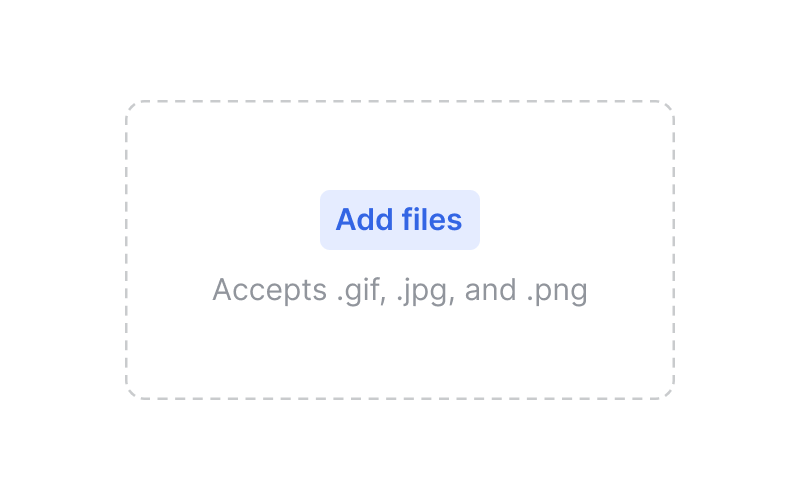 Add files
Accepts .gif, .jpg, and .png